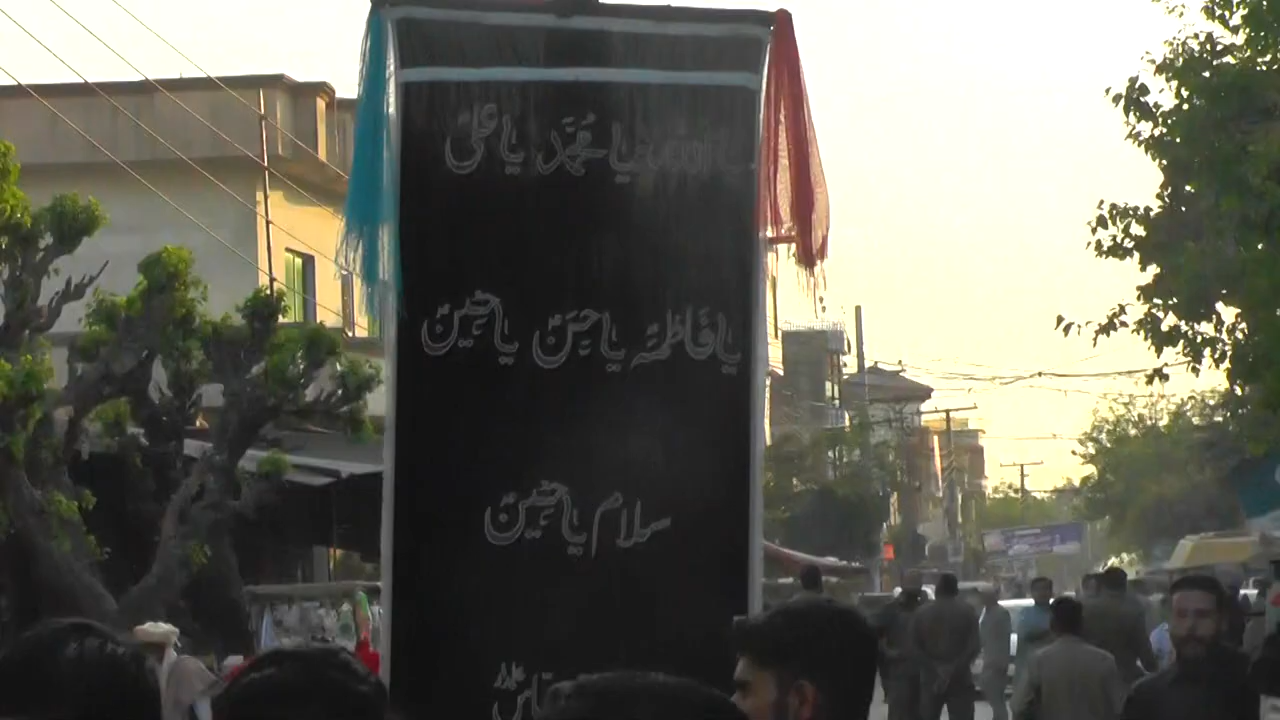 یا محمد یا علی
یا فاطمہ یا حسن یا حسین
سلام یا حسین